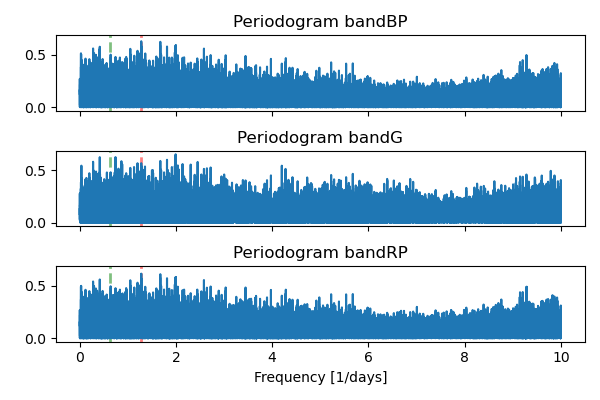 Periodogram bandBP
0.5
0.0
Periodogram bandG
0.5
0.0
Periodogram bandRP
0.5
0.0
0 2 4 6 8 10
Frequency [1/days]